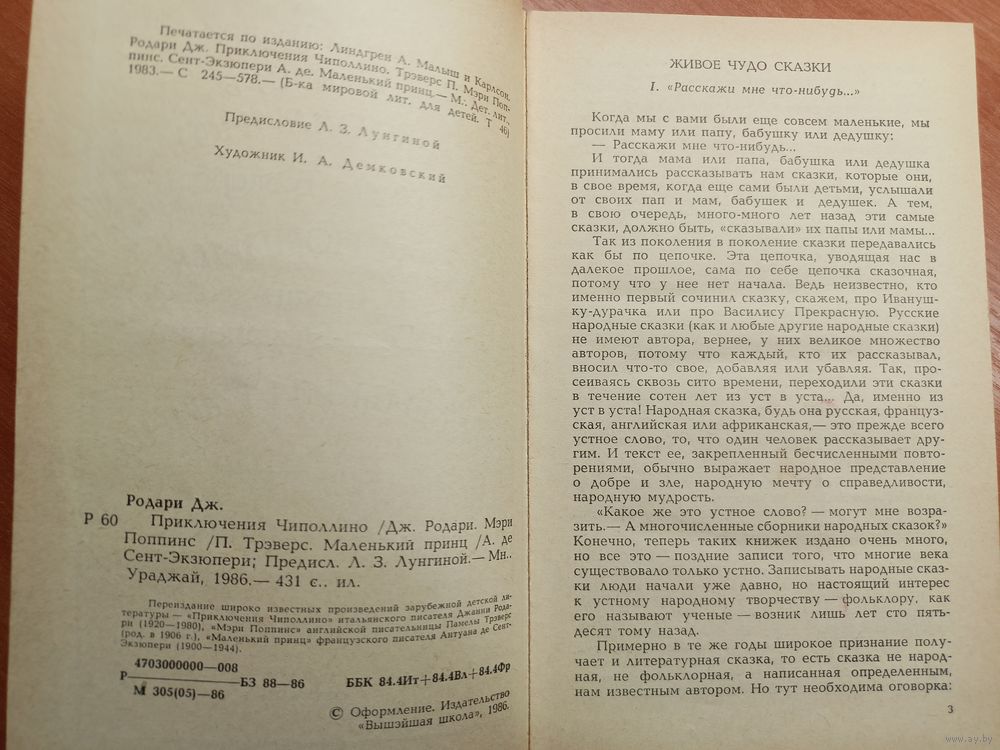 Печатается по изданию: Линдгрен А. Малыш и Карлсон.
Родари Дж. Приключения Чиполлино. Трэверс П. Мэри Поп-
пинс. Сент-Экзюпери А. де. Маленький принц.— М.: Дет. лит.,
1983.— С 245—578.— (Б-ка мировой лит. для детей. Т 46)
Предисловие Л. З. Лунгиной
Художник И. А. Демковский
Родари Дж.
Р 60 Приключения Чиполлино /Дж. Родари. Мэри
Поппинс /П. Трэверс. Маленький принц /А. де
Сент-Экзюпери; Предисл. Л. З. Лунгиной.— Мн.:
Ураджай, 1986.— 431 с., ил.
Переиздание широко известных произведений зарубежной детской ли-
тературы — «Приключения Чиполлино» итальянского писателя Джанни Рода-
ри (1920—1980), «Мэри Поппинс» английской писательницы Памелы Трэверс
(род. в 1906 г.), «Маленький принц» французского писателя Антуана де Сент-
Экзюпери (1900—1944).
4703000000—008
Р БЗ 88—86
М 305(05)—86
ББК 84.4Ит+84.4Вл+84.4Фр
© Оформление. Издательство
«Вышэйшая школа», 1986.
ЖИВОЕ ЧУДО СКАЗКИ
I. «Расскажи мне что-нибудь...»
Когда мы с вами были еще совсем маленькие, мы
просили маму или папу, бабушку или дедушку:
— Расскажи мне что-нибудь...
И тогда мама или папа, бабушка или дедушка
принимались рассказывать нам сказки, которые они,
в свое время, когда еще сами были детьми, услышали
от своих пап и мам, бабушек и дедушек. А тем,
в свою очередь, много-много лет назад эти самые
сказки, должно быть, «сказывали» их папы или мамы...
Так из поколения в поколение сказки передавались
как бы по цепочке. Эта цепочка, уводящая нас в
далекое прошлое, сама по себе цепочка сказочная,
потому что у нее нет начала. Ведь неизвестно, кто
именно первый сочинил сказку, скажем, про Ивануш-
ку-дурачка или про Василису Прекрасную. Русские
народные сказки (как и любые другие народные сказки)
не имеют автора, вернее, у них великое множество
авторов, потому что каждый, кто их рассказывал,
вносил что-то свое, добавляя или убавляя. Так, про-
сеиваясь сквозь сито времени, переходили эти сказки
в течение сотен лет из уст в уста... Да, именно из
уст в уста! Народная сказка, будь она русская, француз-
ская, английская или африканская,— это прежде всего
устное слово, то, что один человек рассказывает дру-
гим. И текст ее, закрепленный бесчисленными повто-
рениями, обычно выражает народное представление
о добре и зле, народную мечту о справедливости,
народную мудрость.
«Какое же это устное слово? — могут мне возра-
зить.— А многочисленные сборники народных сказок?»
Конечно, теперь таких книжек издано очень много,
но все это — поздние записи того, что многие века
существовало только устно. Записывать народные сказ-
ки люди начали уже давно, но настоящий интерес
к устному народному творчеству — фольклору, как
его называют ученые — возник лишь лет сто пять-
десят тому назад.
Примерно в те же годы широкое признание полу-
чает и литературная сказка, то есть сказка не народ-
ная, не фольклорная, а написанная определенным,
нам известным автором. Но тут необходима оговорка:
3
www.ay.by